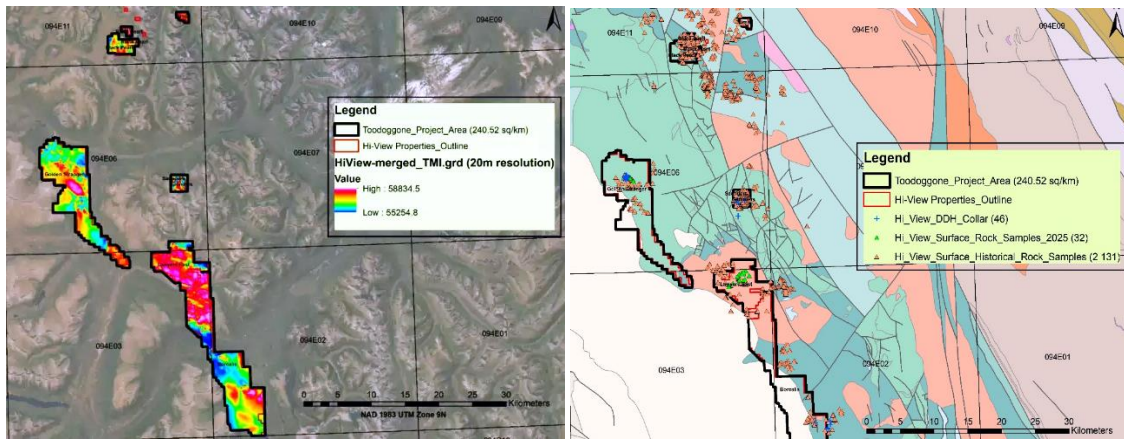 094E11
094E10
094E09
Legend
Toodoggone_Project_Area (240.52 sq/km)
Hi-View Properties_Outline
HiView-merged_TMI.grd (20m resolution)
Value
High : 58834.5
Low : 55254.8
094E06
094E07
094E03
094E02
094E01
0 5 10 15 20 25 30
Kilometers
NAD 1983 UTM Zone 9N
094E11
094E10
094E09
Legend
Toodoggone_Project_Area (240.52 sq/km)
Hi-View Properties_Outline
Hi_View_DDH_Collar (46)
Hi_View_Surface_Rock_Samples_2025 (32)
Hi_View_Surface_Historical_Rock_Samples (2 131)
094E06
094E03
094E02
094E01
Borealis
0 5 10 15 20 25 30
Kilometers